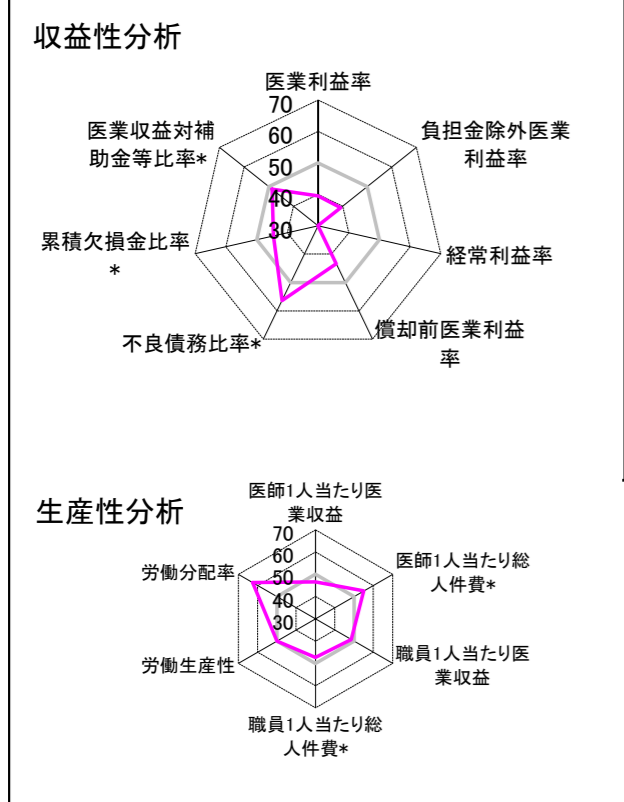 収益性分析
医業利益率
負担金除外医業
利益率
経常利益率
償却前医業利益
率
不良債務比率*
累積欠損金比率
*
医業収益対補
助金等比率*
70
60
50
40
30
生産性分析
医師1人当たり医
業収益
医師1人当たり総
人件費*
職員1人当たり医
業収益
職員1人当たり総
人件費*
労働生産性
労働分配率
70
60
50
40
30